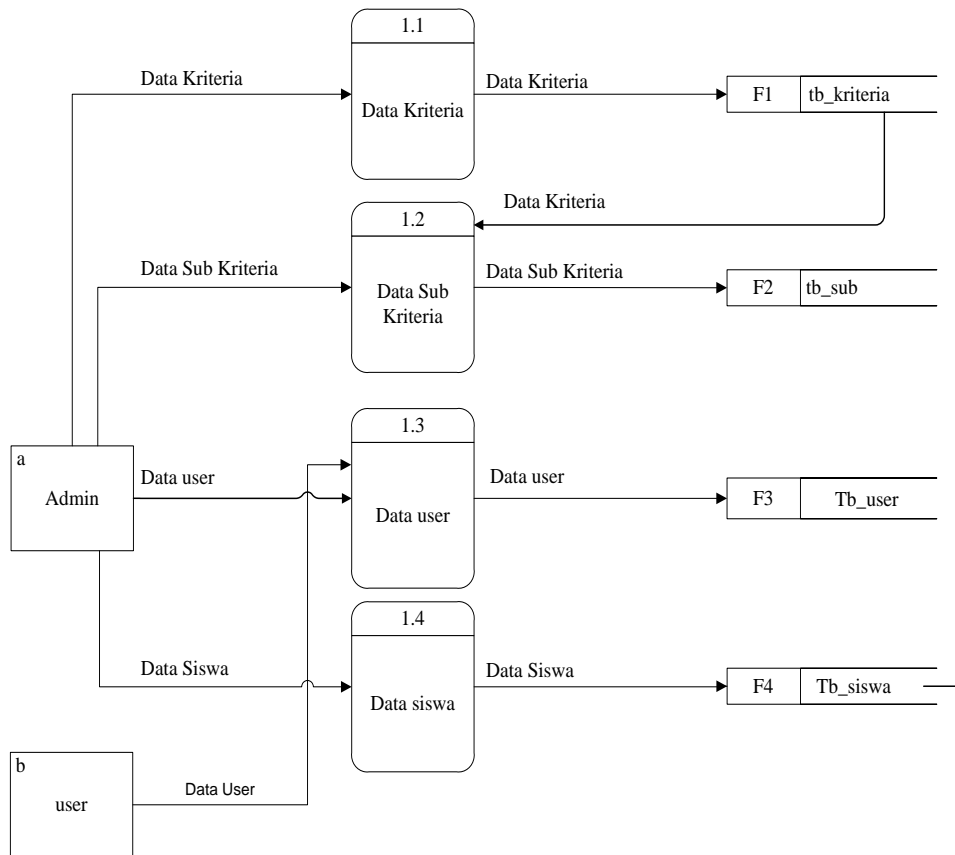 1.1
Data Kriteria
Data Kriteria
Data Kriteria
F1
tb_kriteria
1.2
Data Kriteria
Data Sub Kriteria
Data Sub
Kriteria
Data Sub Kriteria
F2
tb_sub
1.3
a
Admin
Data user
Data user
Data user
F3
Tb_user
1.4
Data Siswa
Data siswa
Data Siswa
F4
Tb_siswa
b
user
Data User